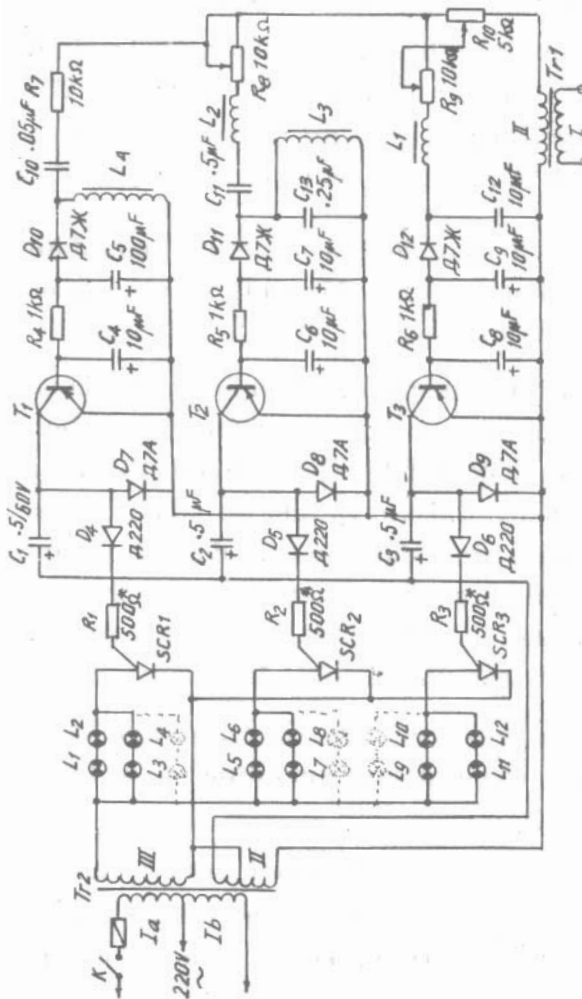 Tr2
K
220V
~
Ia
Ib
III
II
L1 L2
L3 L4
L5 L6
L7 L8
L9 L10
L11 L12
SCR1
R1
500Ω*
SCR2
R2
500Ω*
SCR3
R3
500Ω*
C1 .5/60V
+
D4
Д220
D7
Д7А
C2 .5 µF
+
D5
Д220
D8
Д7А
C3 .5 µF
+
D6
Д220
D9
Д7А
T1
R4 1kΩ
D10
Д7Ж
C10 .05µF
R7
10kΩ
C4
10µF
+
C5
100µF
+
L4
T2
R5 1kΩ
D11
Д7Ж
C11 .5µF
L2
R8 10kΩ
C6
10µF
+
C7
10µF
+
C13
.25µF
L3
T3
R6 1kΩ
D12
Д7Ж
L1
R9 10kΩ
R10
5kΩ
C8
10µF
+
C9
10µF
+
C12
10µF
II
Tr1
I